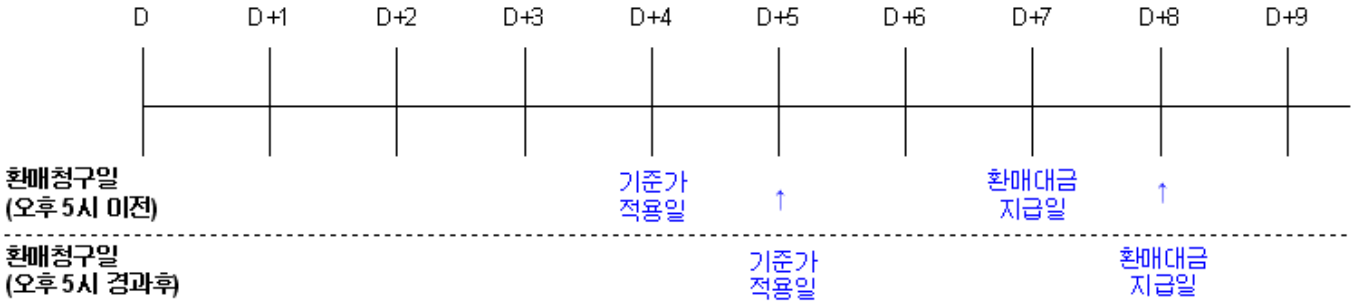 D D+1 D+2 D+3 D+4 D+5 D+6 D+7 D+8 D+9
환매청구일
(오후 5시 이전)
기준가
적용일
↑
환매대금
지급일
↑
환매청구일
(오후 5시 경과후)
기준가
적용일
환매대금
지급일